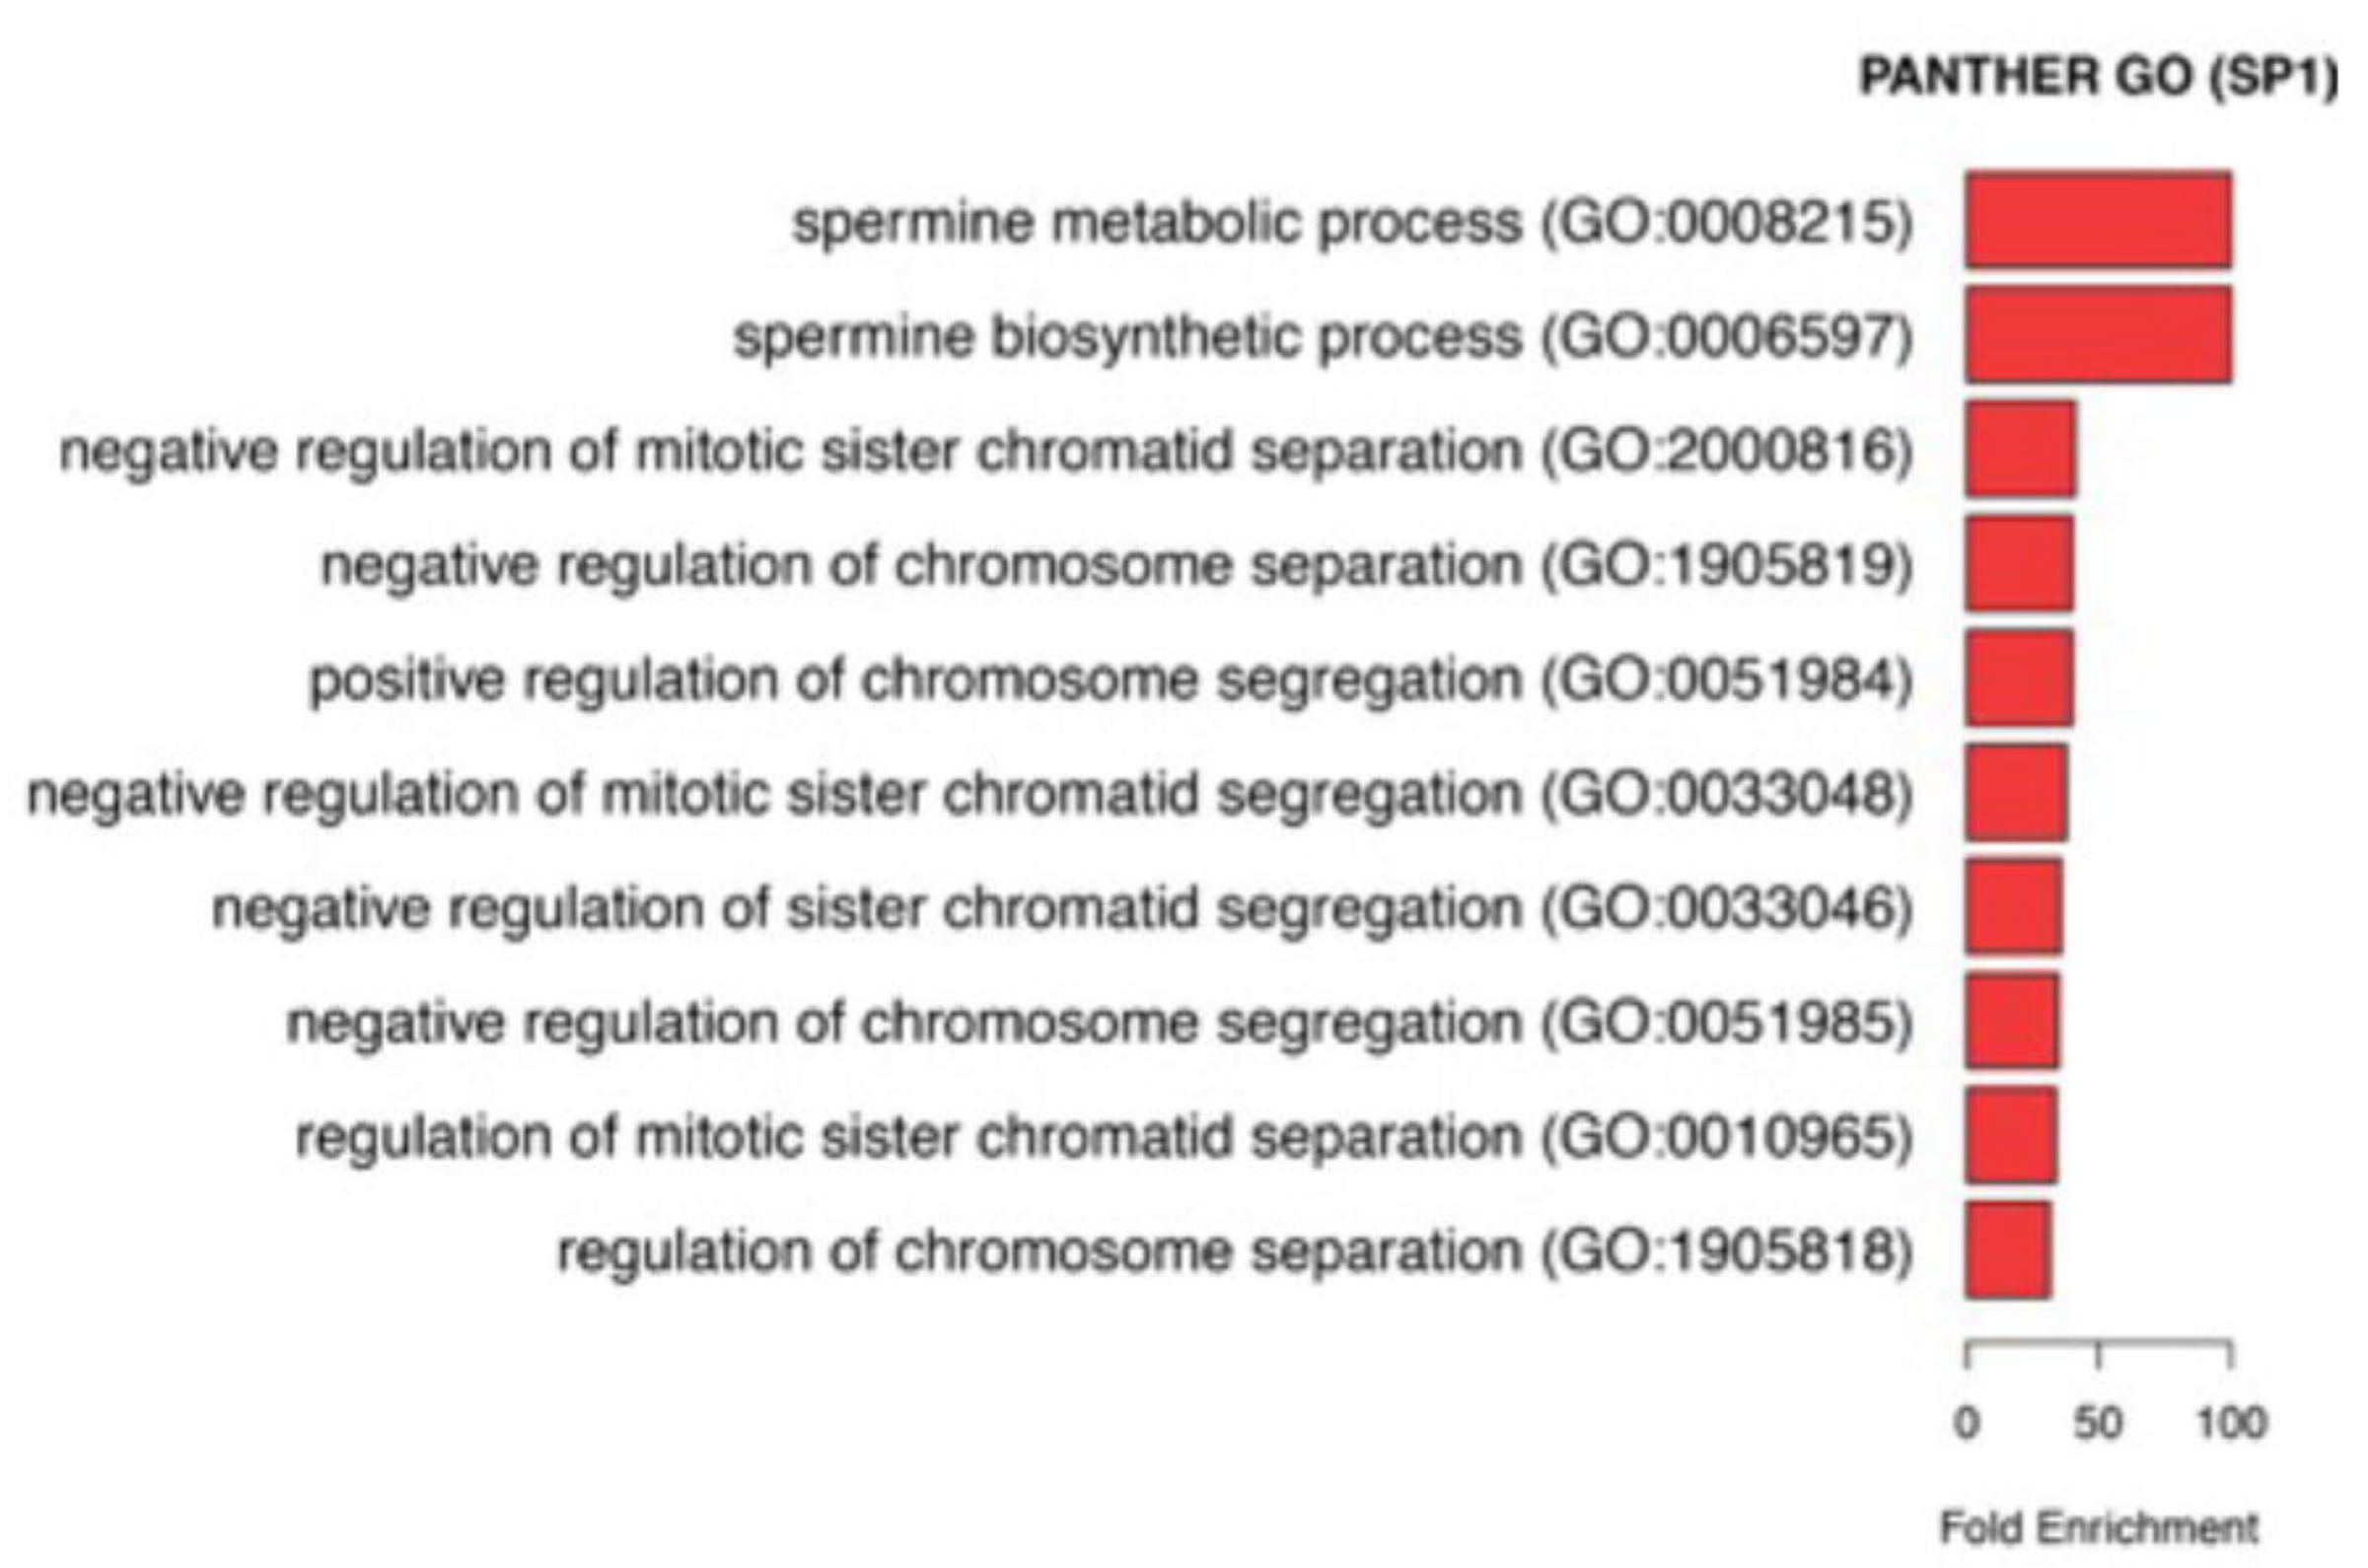 PANTHER GO (SP1)
spermine metabolic process (GO:0008215)
spermine biosynthetic process (GO:0006597)
negative regulation of mitotic sister chromatid separation (GO:2000816)
negative regulation of chromosome separation (GO:1905819)
positive regulation of chromosome segregation (GO:0051984)
negative regulation of mitotic sister chromatid segregation (GO:0033048)
negative regulation of sister chromatid segregation (GO:0033046)
negative regulation of chromosome segregation (GO:0051985)
regulation of mitotic sister chromatid separation (GO:0010965)
regulation of chromosome separation (GO:1905818)
0 50 100
Fold Enrichment